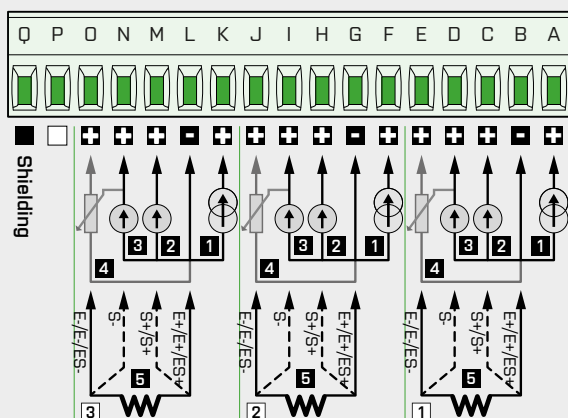 Q P O N M L K J I H G F E D C B A
+ + + - + + + + - + + + + - +
Shielding
3 2 1 3 2 1 3 2 1
4 4 4
E-/E-/ES- S- S+/S+ E+/E+/ES+ E-/E-/ES- S- S+/S+ E+/E+/ES+ E-/E-/ES- S- S+/S+ E+/E+/ES+
5 5 5
3 2 1